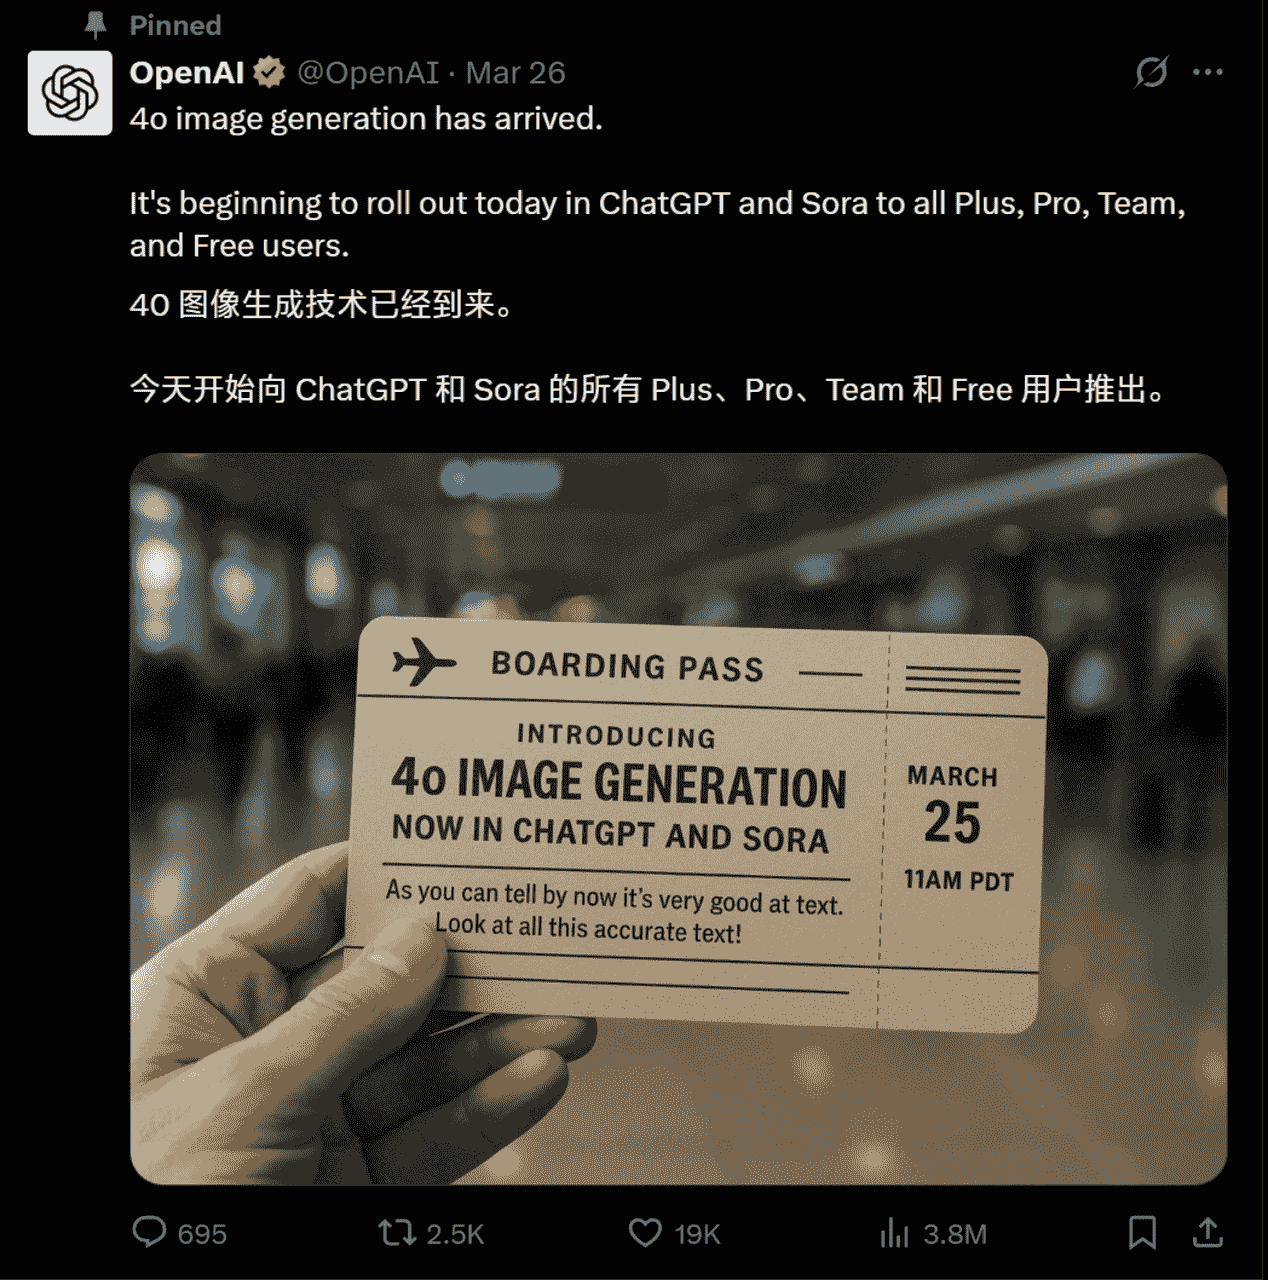 Pinned
OpenAI @OpenAI · Mar 26
4o image generation has arrived.
It's beginning to roll out today in ChatGPT and Sora to all Plus, Pro, Team,
and Free users.
4O 图像生成技术已经到来。
今天开始向 ChatGPT 和 Sora 的所有 Plus、Pro、Team 和 Free 用户推出。
BOARDING PASS
INTRODUCING
4o IMAGE GENERATION
NOW IN CHATGPT AND SORA
As you can tell by now it's very good at text.
Look at all this accurate text!
MARCH
25
11AM PDT
695 2.5K 19K 3.8M